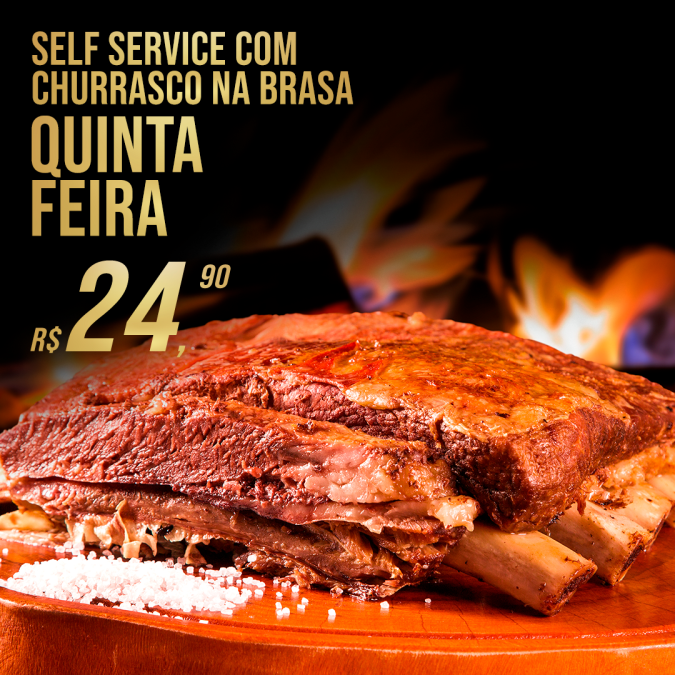 SELF SERVICE COM
CHURRASCO NA BRASA
QUINTA
FEIRA
R$ 24,90